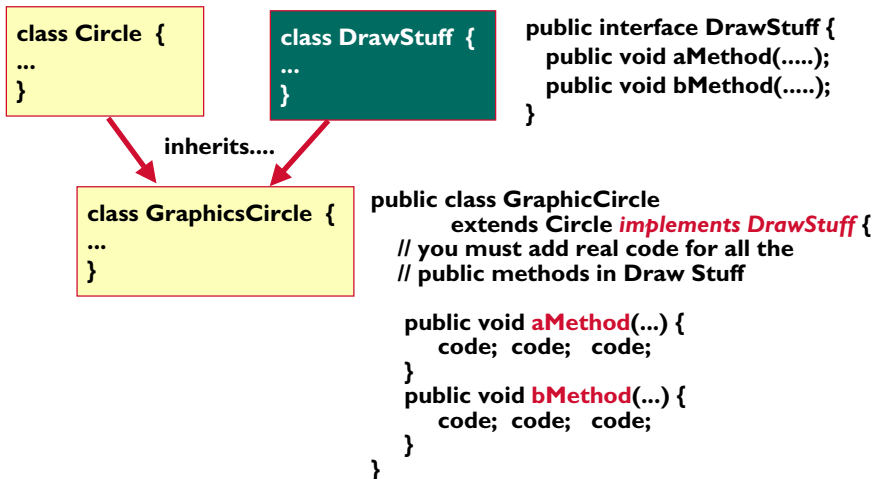 class Circle {
...
}
class DrawStuff {
...
}
public interface DrawStuff {
public void aMethod(.....);
public void bMethod(.....);
}
inherits....
class GraphicsCircle {
...
}
public class GraphicCircle
extends Circle implements DrawStuff {
// you must add real code for all the
// public methods in Draw Stuff
public void aMethod(...) {
code; code; code;
}
public void bMethod(...) {
code; code; code;
}
}